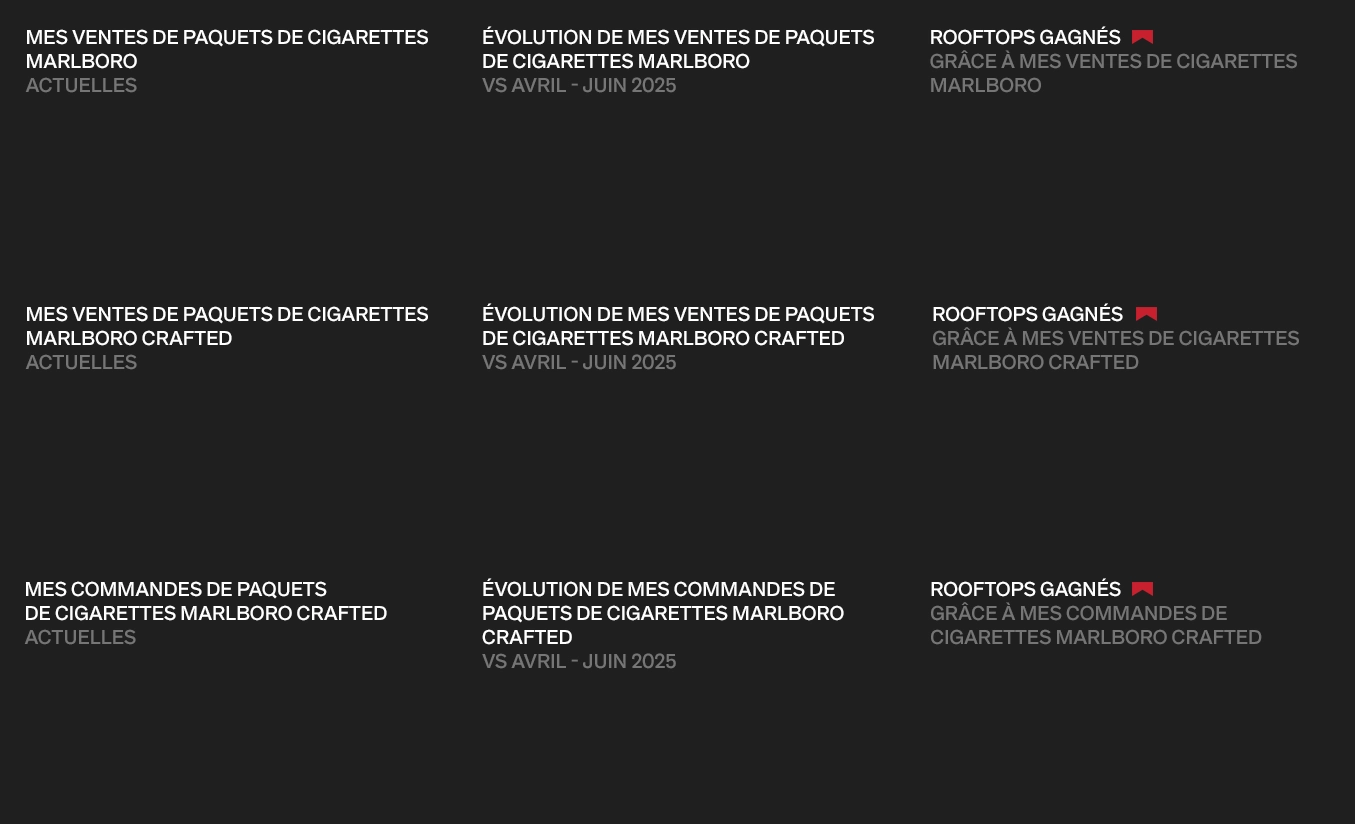 MES VENTES DE PAQUETS DE CIGARETTES
MARLBORO
ACTUELLES
ÉVOLUTION DE MES VENTES DE PAQUETS
DE CIGARETTES MARLBORO
VS AVRIL - JUIN 2025
ROOFTOPS GAGNÉS
GRÂCE À MES VENTES DE CIGARETTES
MARLBORO
MES VENTES DE PAQUETS DE CIGARETTES
MARLBORO CRAFTED
ACTUELLES
ÉVOLUTION DE MES VENTES DE PAQUETS
DE CIGARETTES MARLBORO CRAFTED
VS AVRIL - JUIN 2025
ROOFTOPS GAGNÉS
GRÂCE À MES VENTES DE CIGARETTES
MARLBORO CRAFTED
MES COMMANDES DE PAQUETS
DE CIGARETTES MARLBORO CRAFTED
ACTUELLES
ÉVOLUTION DE MES COMMANDES DE
PAQUETS DE CIGARETTES MARLBORO
CRAFTED
VS AVRIL - JUIN 2025
ROOFTOPS GAGNÉS
GRÂCE À MES COMMANDES DE
CIGARETTES MARLBORO CRAFTED